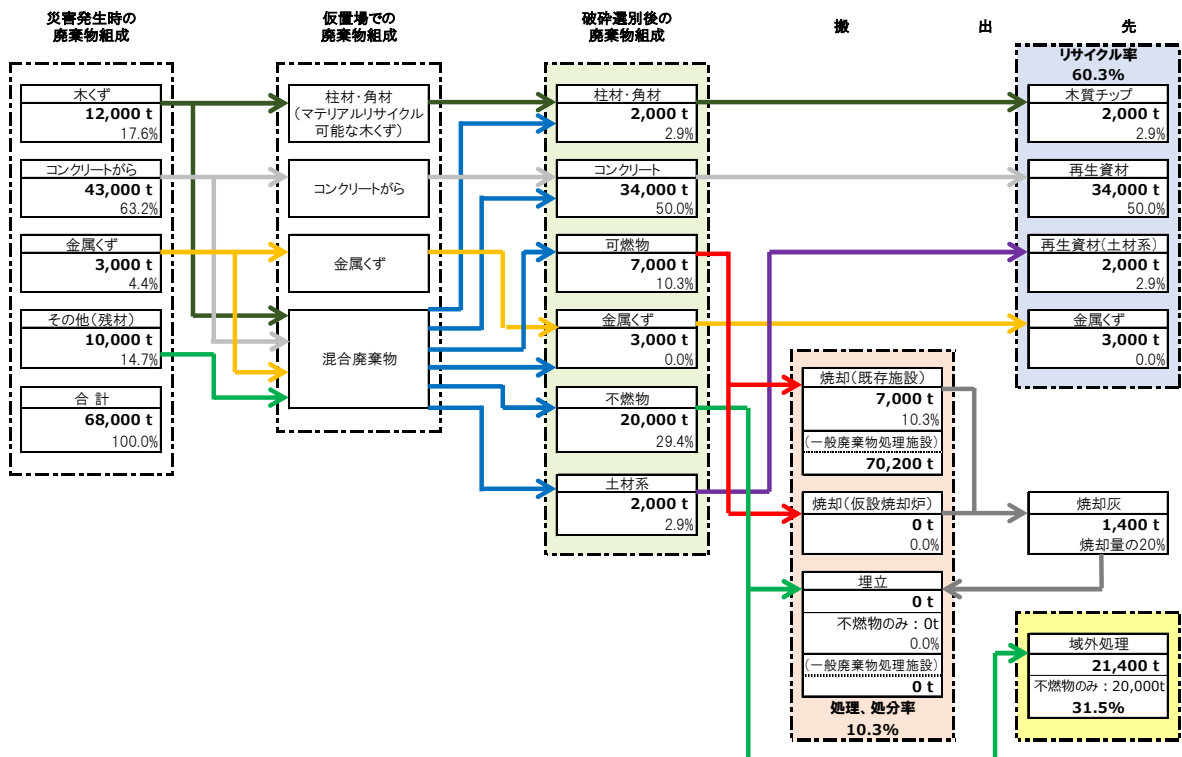 災害発生時の
廃棄物組成
木くず
12,000 t
17.6%
コンクリートがら
43,000 t
63.2%
金属くず
3,000 t
4.4%
その他(残材)
10,000 t
14.7%
合 計
68,000 t
100.0%
仮置場での
廃棄物組成
柱材・角材
(マテリアルリサイクル
可能な木くず)
コンクリートがら
金属くず
混合廃棄物
破砕選別後の
廃棄物組成
柱材・角材
2,000 t
2.9%
コンクリート
34,000 t
50.0%
可燃物
7,000 t
10.3%
金属くず
3,000 t
0.0%
不燃物
20,000 t
29.4%
土材系
2,000 t
2.9%
搬 出 先
焼却(既存施設)
7,000 t
10.3%
(一般廃棄物処理施設)
70,200 t
焼却(仮設焼却炉)
0 t
0.0%
埋立
0 t
不燃物のみ:0t
0.0%
(一般廃棄物処理施設)
0 t
処理、処分率
10.3%
リサイクル率
60.3%
木質チップ
2,000 t
2.9%
再生資材
34,000 t
50.0%
再生資材(土材系)
2,000 t
2.9%
金属くず
3,000 t
0.0%
焼却灰
1,400 t
焼却量の20%
域外処理
21,400 t
不燃物のみ:20,000t
31.5%